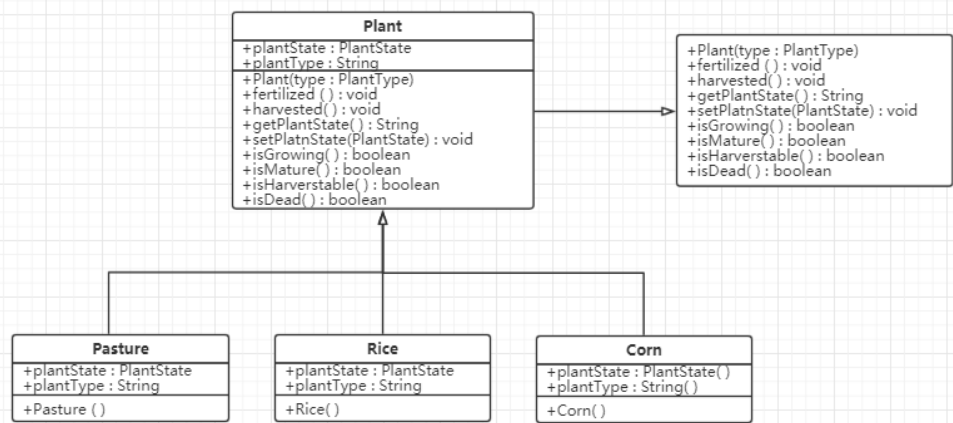 Plant
+plantState : PlantState
+plantType : String
+Plant(type : PlantType)
+fertilized ( ) : void
+harvested( ) : void
+getPlantState( ) : String
+setPlatnState(PlantState) : void
+isGrowing( ) : boolean
+isMature( ) : boolean
+isHarverstable( ) : boolean
+isDead( ) : boolean
+Plant(type : PlantType)
+fertilized ( ) : void
+harvested( ) : void
+getPlantState( ) : String
+setPlatnState(PlantState( ) : void
+isGrowing( ) : boolean
+isMature( ) : boolean
+isHarverstable( ) : boolean
+isDead( ) : boolean
Pasture
+plantState : PlantState
+plantType : String
+Pasture ( )
Rice
+plantState : PlantState
+plantType : String
+Rice( )
Corn
+plantState : PlantState( )
+plantType : String( )
+Corn( )